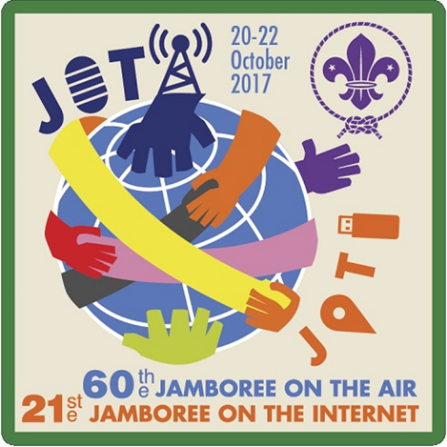 JOTA
20-22
October
2017
JOTI
60th e JAMBOREE ON THE AIR
21st e JAMBOREE ON THE INTERNET